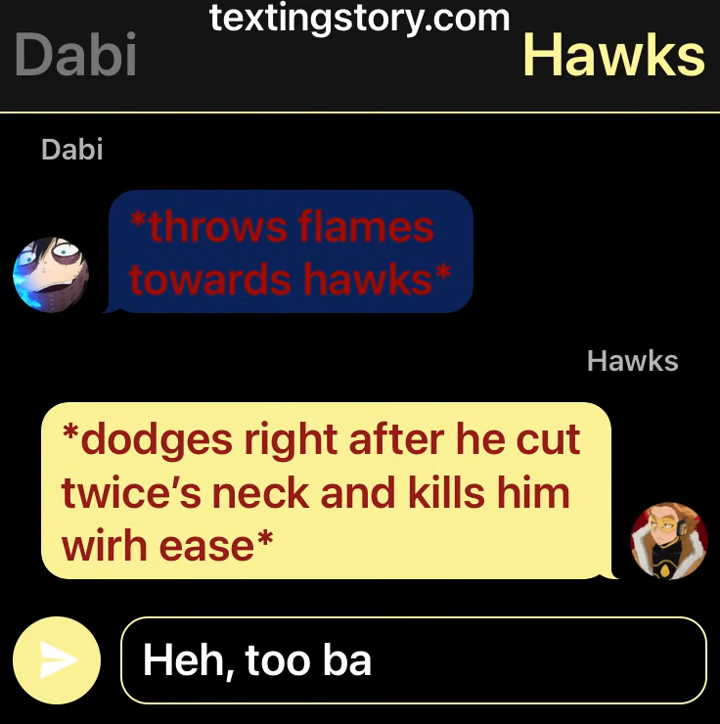 textingstory.com
Dabi
Hawks
Dabi
*throws flames
towards hawks*
Hawks
*dodges right after he cut
twice’s neck and kills him
wirh ease*
Heh, too ba